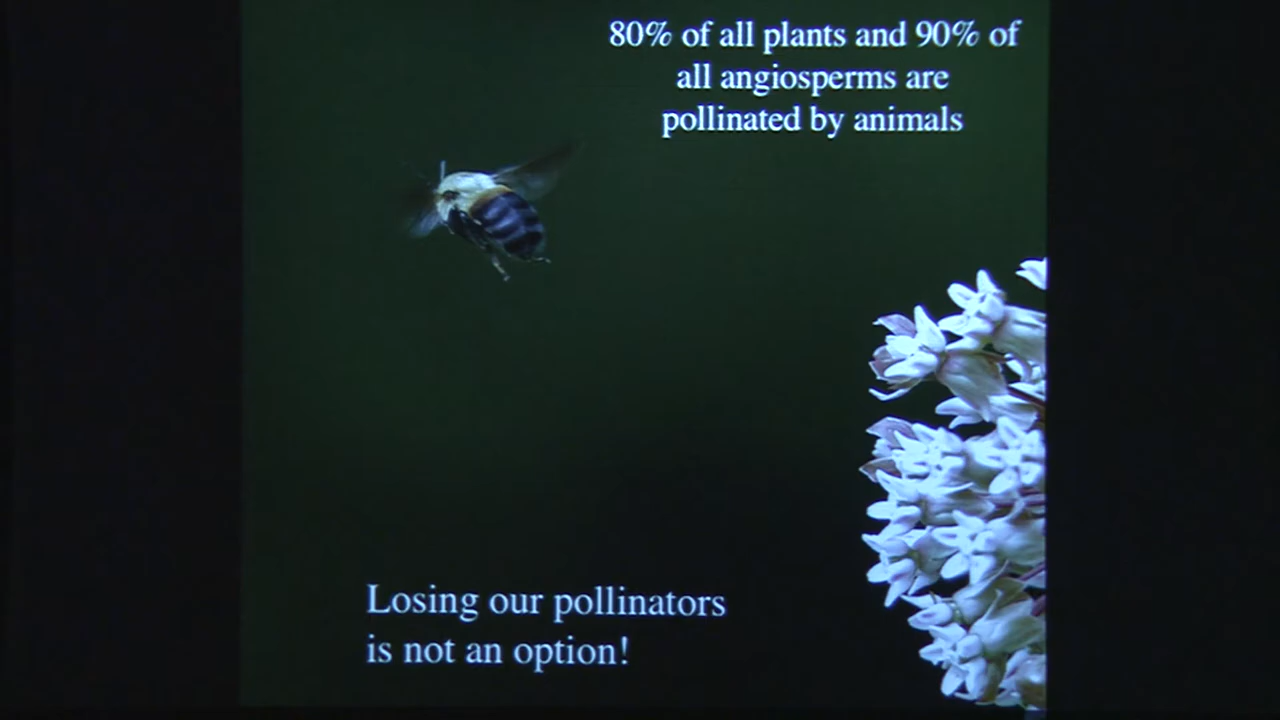 80% of all plants and 90% of
all angiosperms are
pollinated by animals
Losing our pollinators
is not an option!